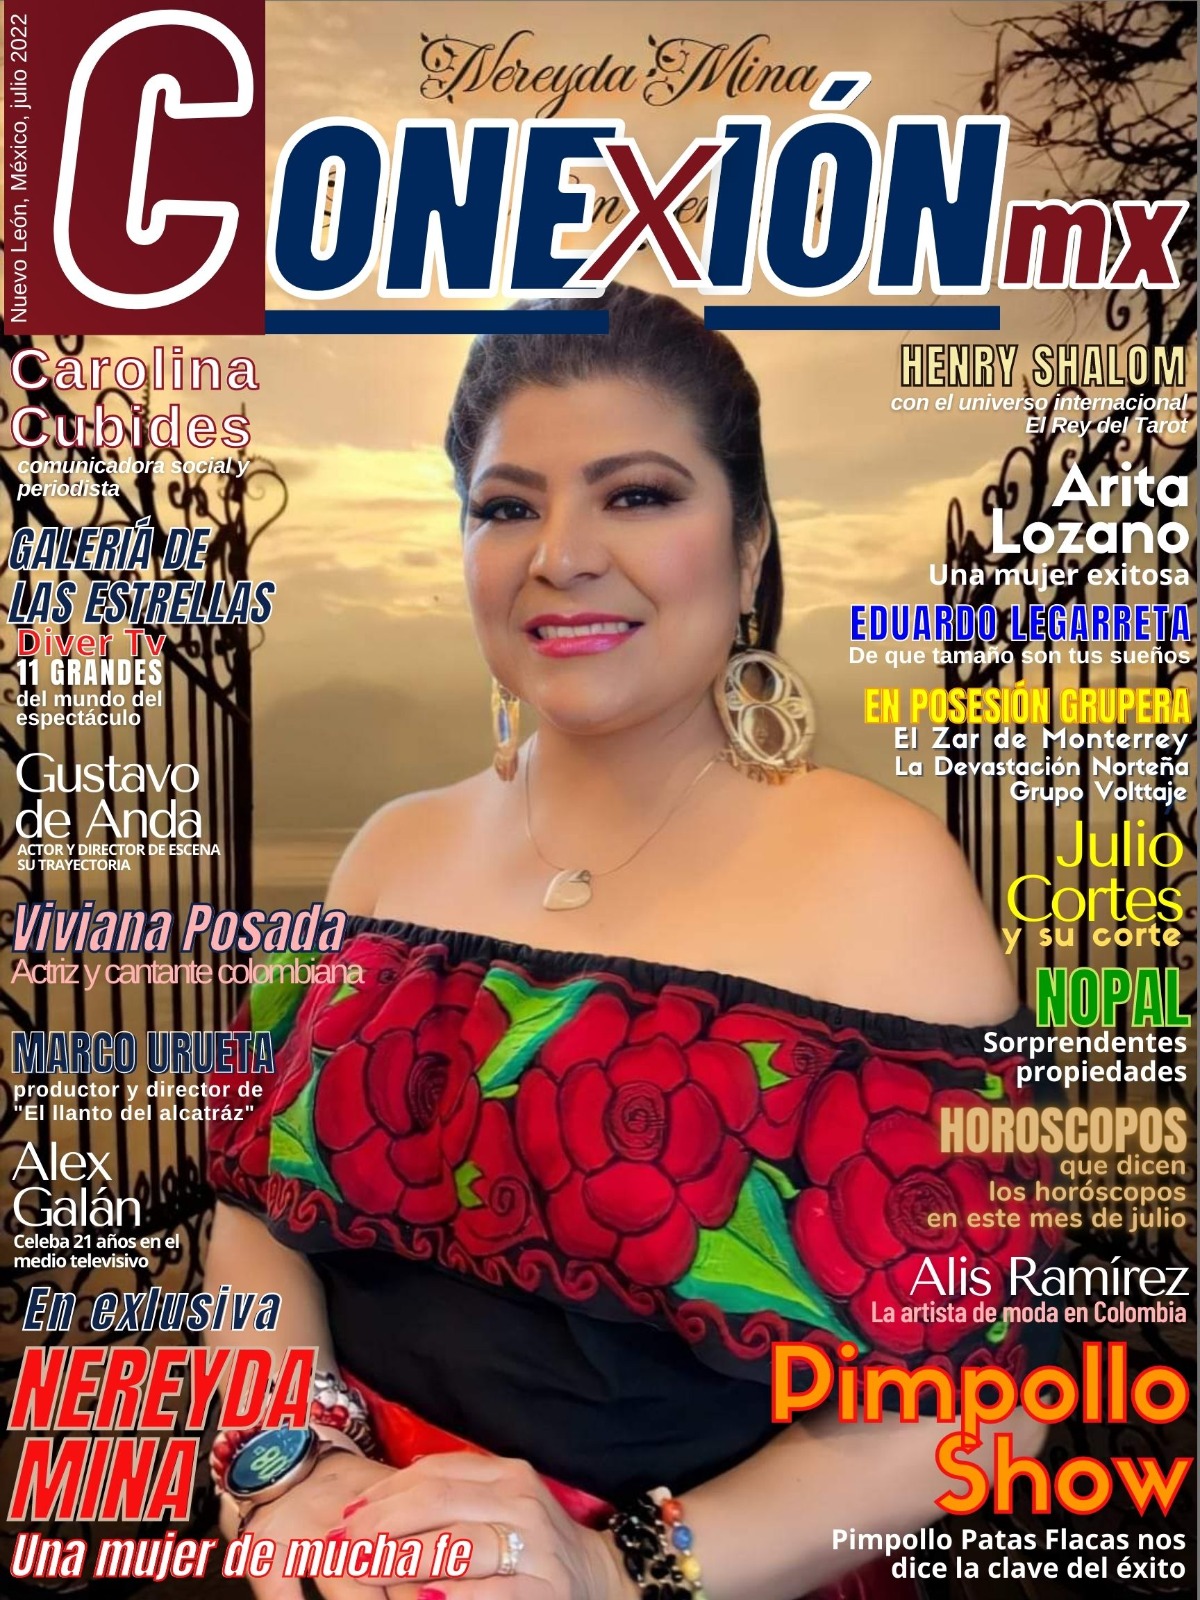 Nuevo León, México, julio 2022
Nereyda Mina
CONEXIÓN mx
Carolina
Cubides
comunicadora social y
periodista
GALERIÁ DE
LAS ESTRELLAS
Diver Tv
11 GRANDES
del mundo del
espectáculo
Gustavo
de Anda
ACTOR Y DIRECTOR DE ESCENA
SU TRAYECTORIA
Viviana Posada
Actriz y cantante colombiana
MARCO URUETA
productor y director de
"El llanto del alcatráz"
Alex
Galán
Celeba 21 años en el
medio televisivo
En exlusiva
NEREYDA
MINA
Una mujer de mucha fe
HENRY SHALOM
con el universo internacional
El Rey del Tarot
Arita
Lozano
Una mujer exitosa
EDUARDO LEGARRETA
De que tamaño son tus sueños
EN POSESIÓN GRUPERA
El Zar de Monterrey
La Devastación Norteña
Grupo Volttaje
Julio
Cortes
y su corte
NOPAL
Sorprendentes
propiedades
HOROSCOPOS
que dicen
los horóscopos
en este mes de julio
Alis Ramírez
La artista de moda en Colombia
Pimpollo
Show
Pimpollo Patas Flacas nos
dice la clave del éxito